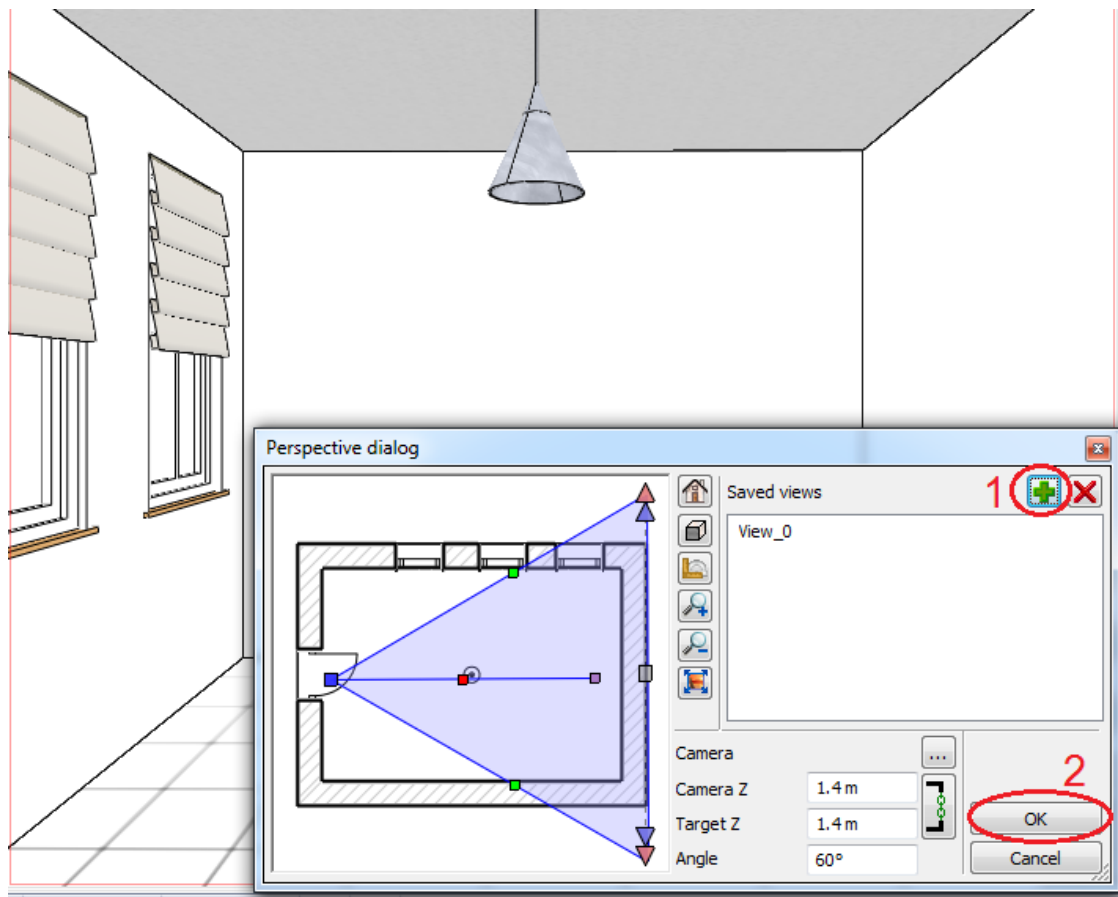 Perspective dialog
1
Saved views
View_0
Camera
...
Camera Z 1.4 m
Target Z 1.4 m
Angle 60°
2
OK
Cancel